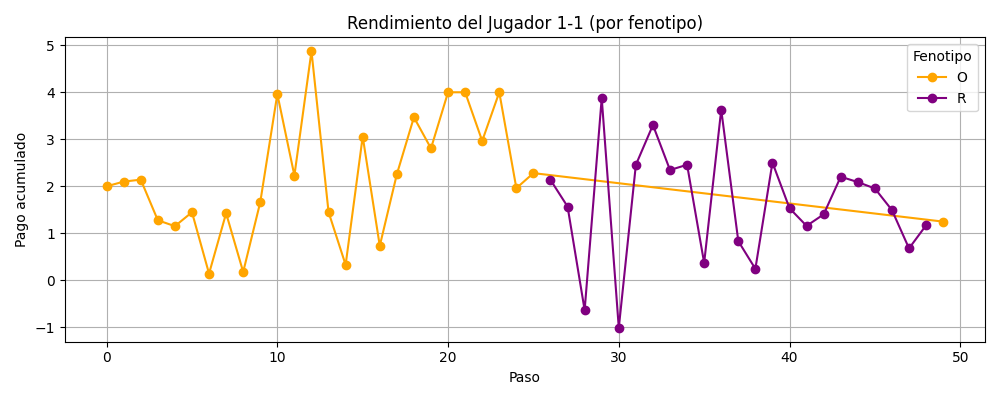 Rendimiento del Jugador 1-1 (por fenotipo)
Pago acumulado
5
4
3
2
1
0
−1
Fenotipo
O
R
0
10
20
30
40
50
Paso